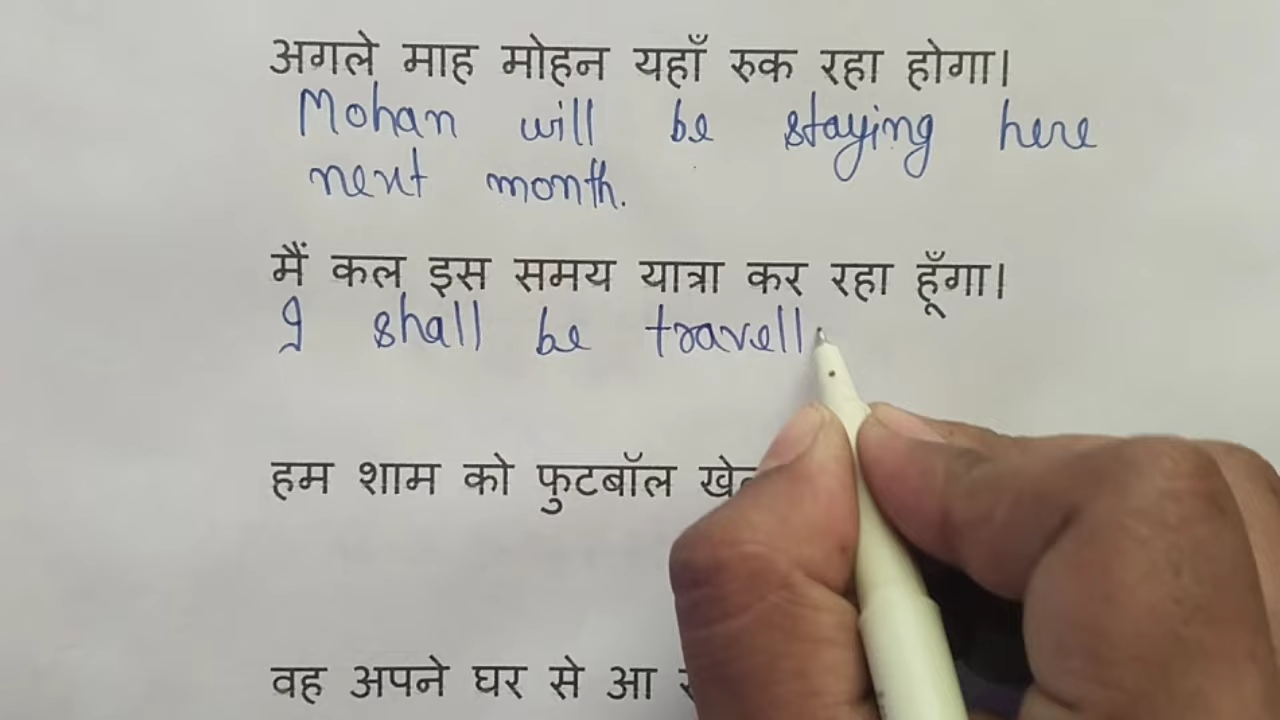 अगले माह मोहन यहाँ रुक रहा होगा।
Mohan will be staying here
next month.
मैं कल इस समय यात्रा कर रहा हूँगा।
I shall be travell
हम शाम को फुटबॉल
वह अपने घर से आ